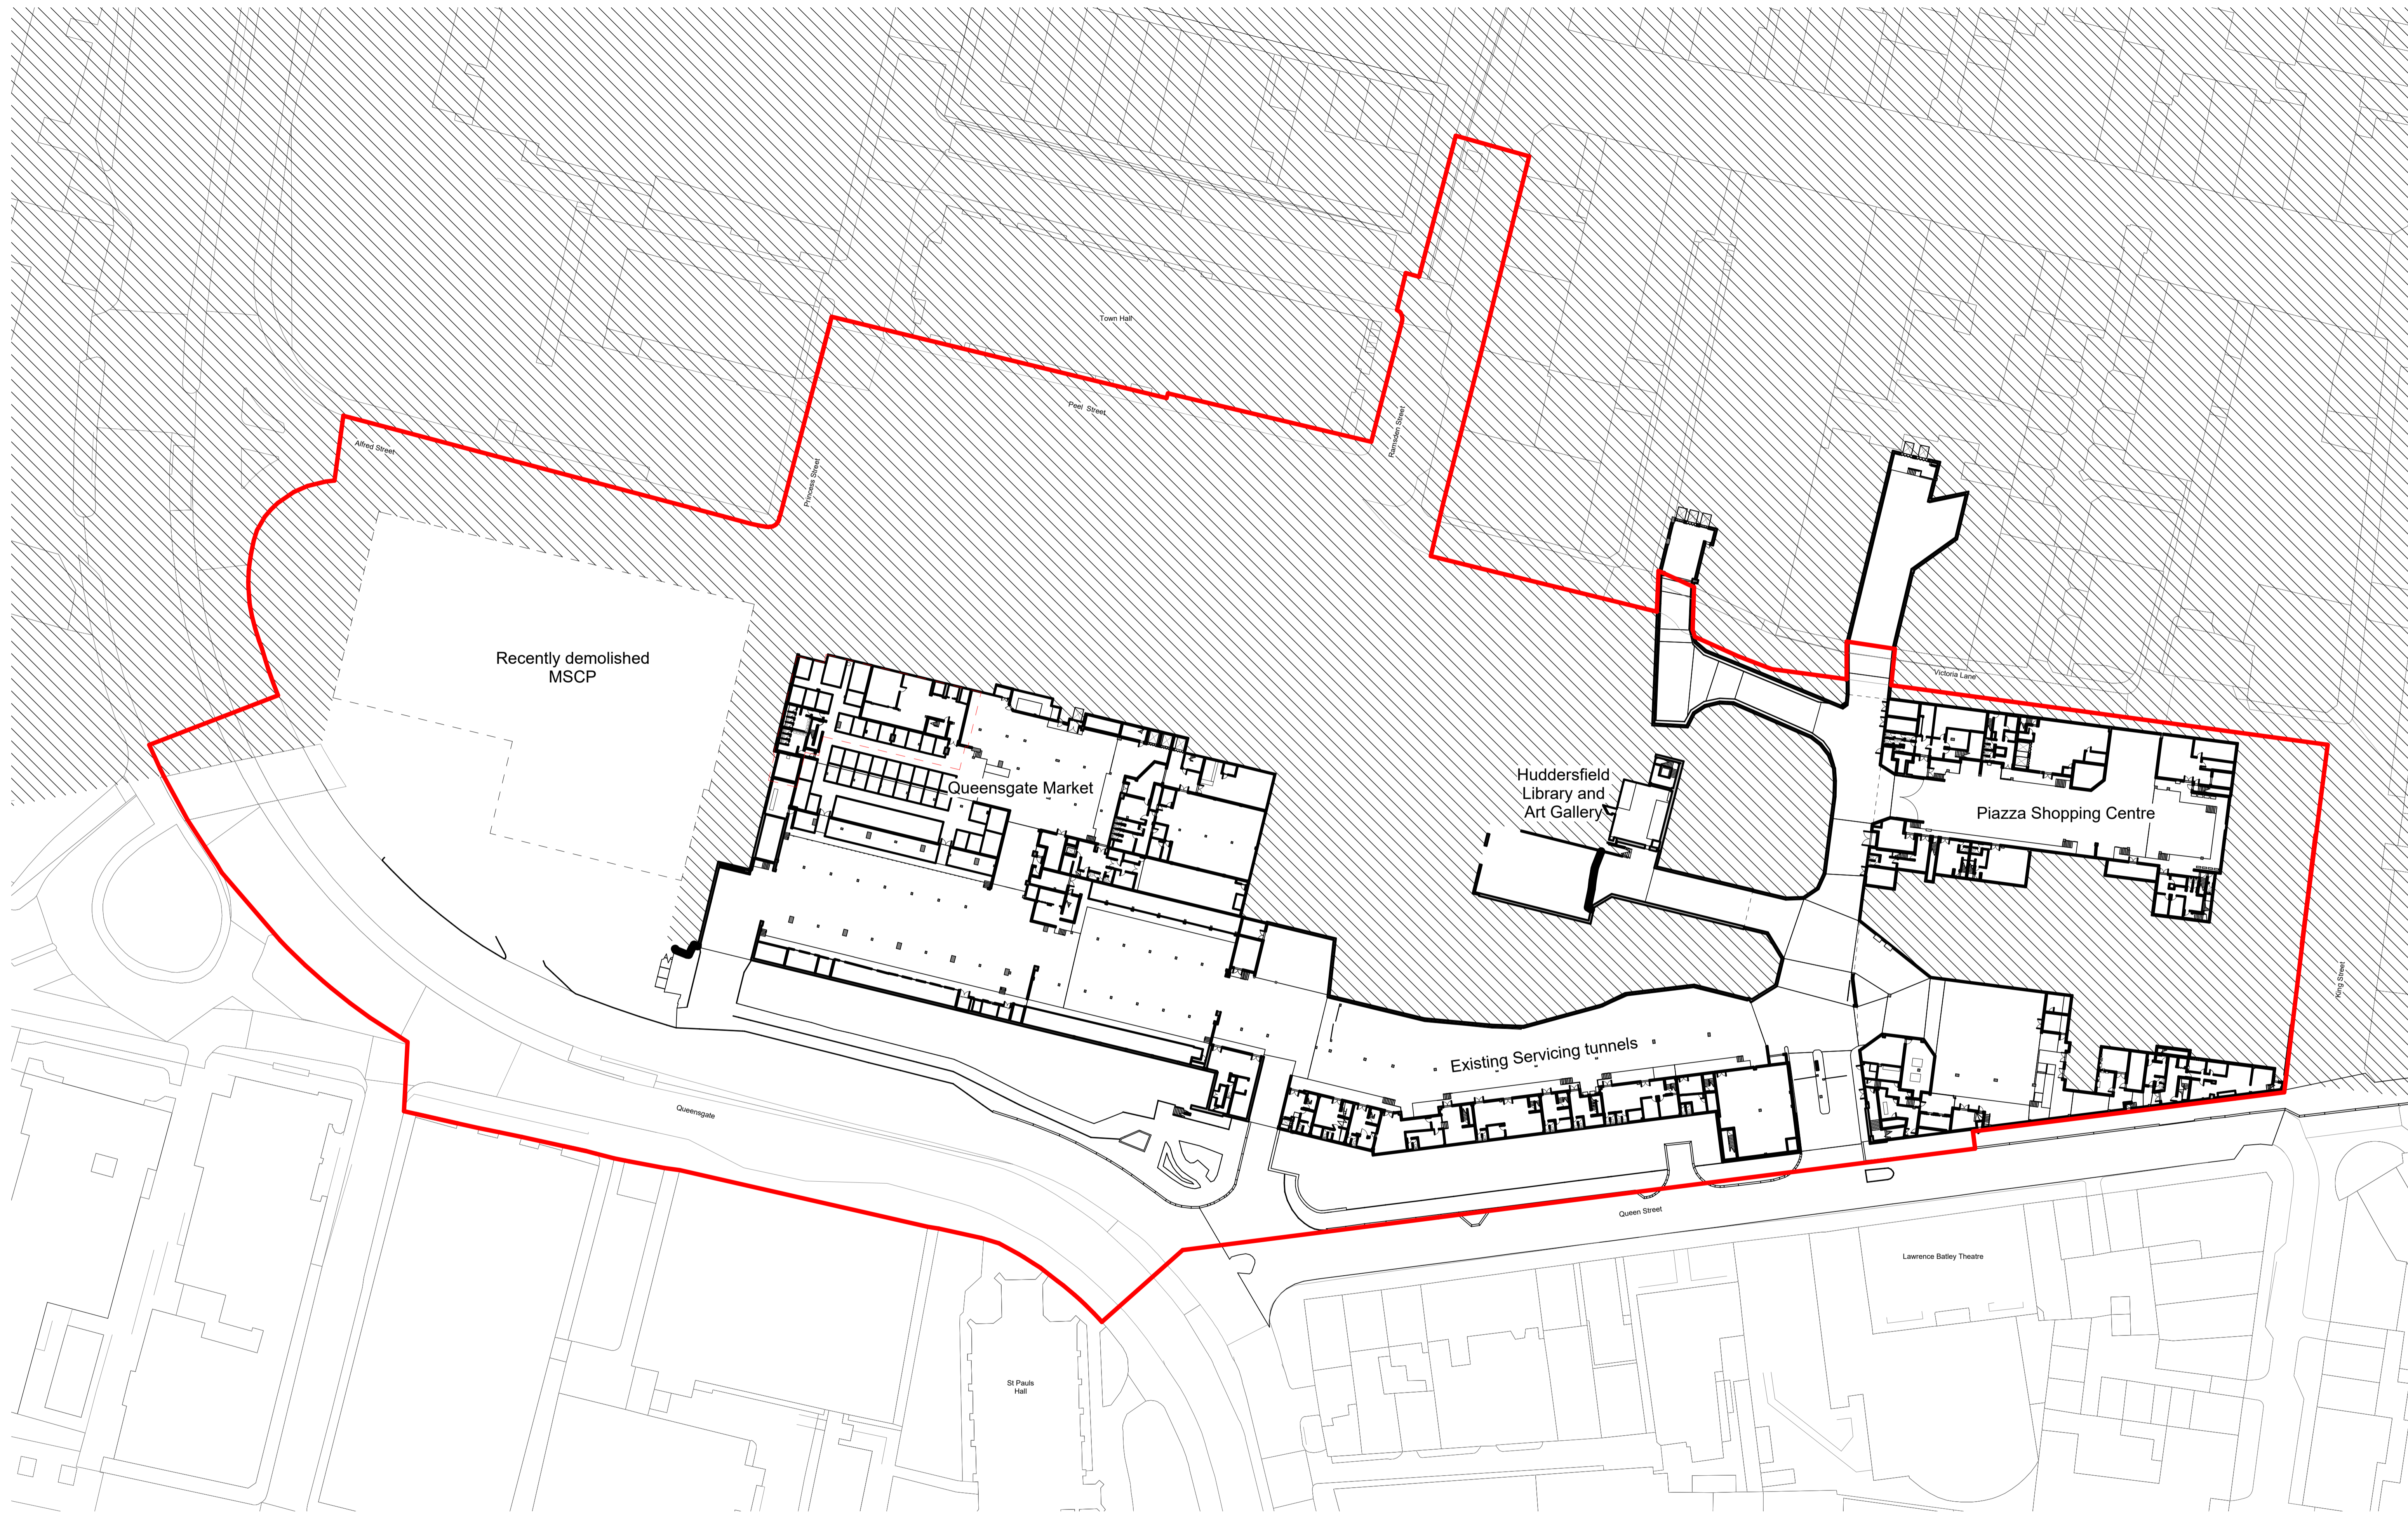 Town Hall
Peel Street
Ramsden Street
Alfred Street
Princess Street
Recently demolished
MSCP
Victoria Lane
Queensgate Market
Huddersfield
Library and
Art Gallery
Piazza Shopping Centre
King Street
Existing Servicing tunnels
Queensgate
Queen Street
Lawrence Batley Theatre
St Pauls
Hall